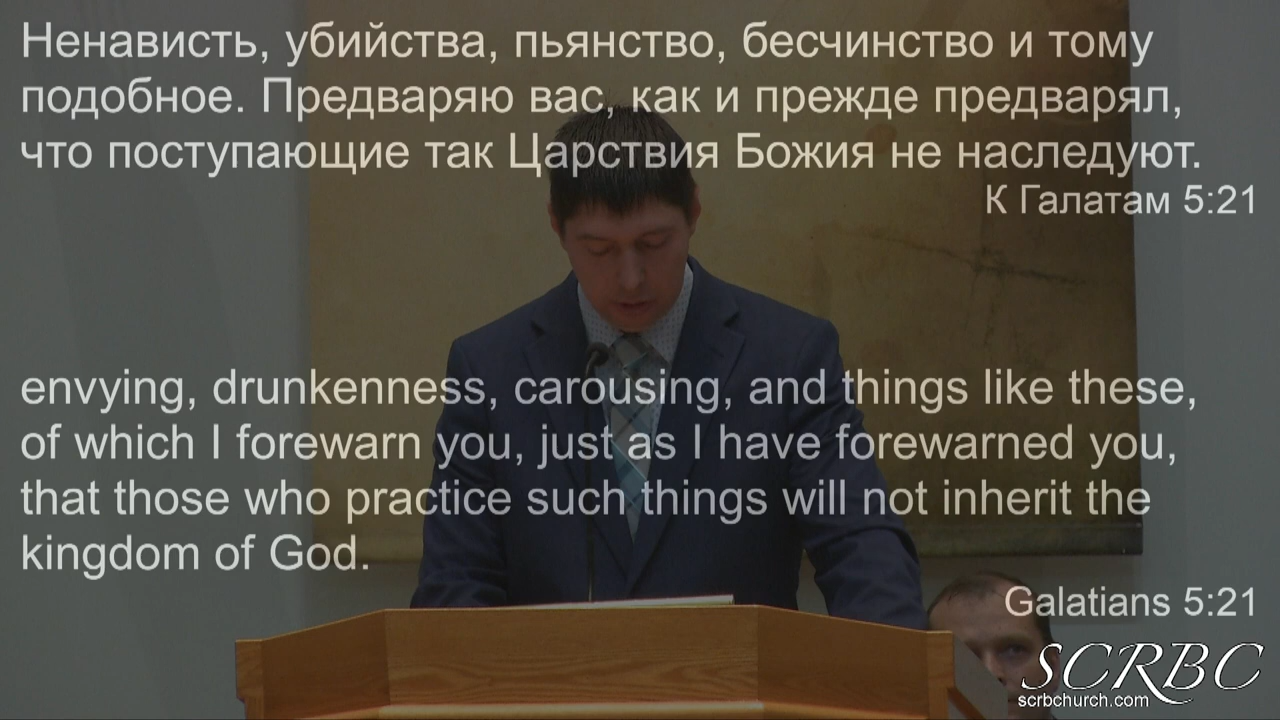 Ненависть, убийства, пьянство, бесчинство и тому
подобное. Предваряю вас, как и прежде предварял,
что поступающие так Царствия Божия не наследуют.
К Галатам 5:21
envying, drunkenness, carousing, and things like these,
of which I forewarn you, just as I have forewarned you,
that those who practice such things will not inherit the
kingdom of God.
Galatians 5:21
SCRBC
scrbchurch.com